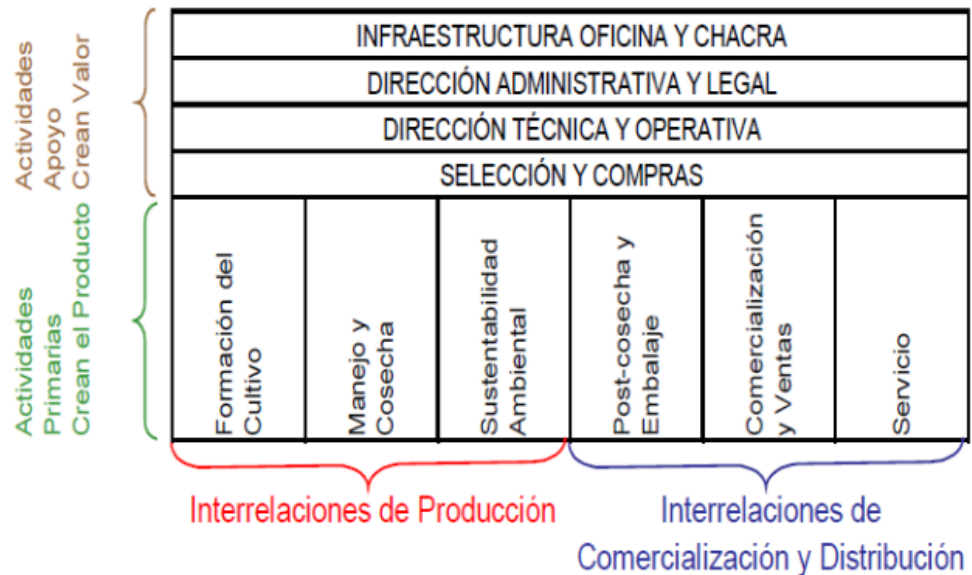 Actividades
Apoyo
Crean Valor
INFRAESTRUCTURA OFICINA Y CHACRA
DIRECCIÓN ADMINISTRATIVA Y LEGAL
DIRECCIÓN TÉCNICA Y OPERATIVA
SELECCIÓN Y COMPRAS
Actividades
Primarias
Crean el Producto
Formación del
Cultivo
Manejo y
Cosecha
Sustentabilidad
Ambiental
Post-cosecha y
Embalaje
Comercialización
y Ventas
Servicio
Interrelaciones de Producción
Interrelaciones de
Comercialización y Distribución